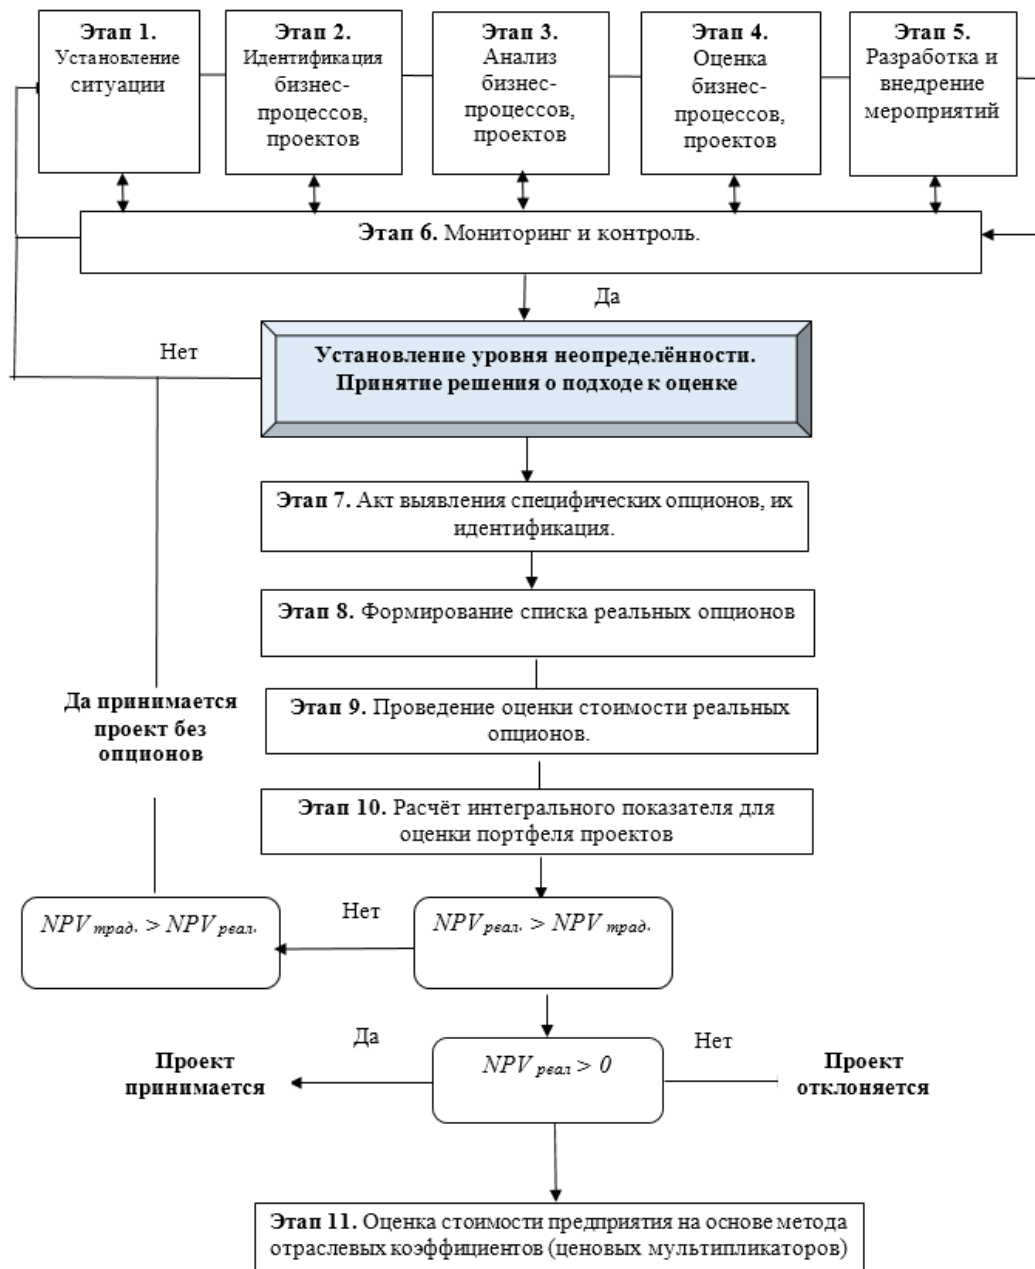 Этап 1.
Установление
ситуации
Этап 2.
Идентификация
бизнес-
процессов,
проектов
Этап 3.
Анализ
бизнес-
процессов,
проектов
Этап 4.
Оценка
бизнес-
процессов,
проектов
Этап 5.
Разработка и
внедрение
мероприятий
Этап 6. Мониторинг и контроль.
Да
Нет
Установление уровня неопределённости.
Принятие решения о подходе к оценке
Этап 7. Акт выявления специфических опционов, их
идентификация.
Этап 8. Формирование списка реальных опционов
Да принимается
проект без
опционов
Этап 9. Проведение оценки стоимости реальных
опционов.
Этап 10. Расчёт интегрального показателя для
оценки портфеля проектов
NPV трад. > NPV реал.
Нет
NPV реал. > NPV трад.
Да
Нет
Проект
принимается
NPV реал > 0
Проект
отклоняется
Этап 11. Оценка стоимости предприятия на основе метода
отраслевых коэффициентов (ценовых мультипликаторов)